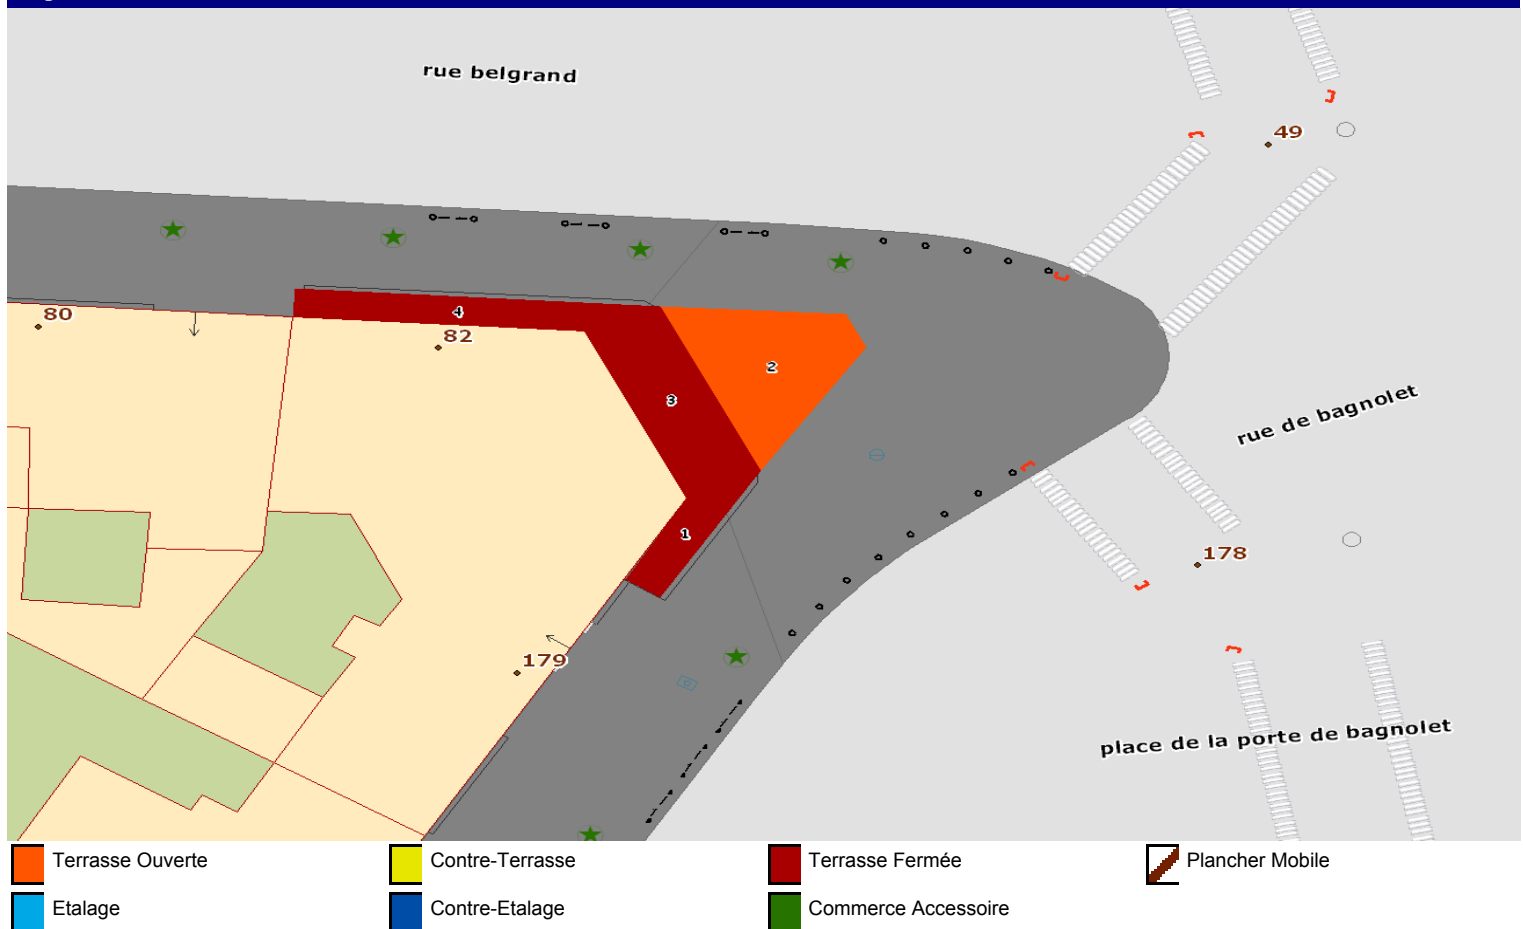 rue belgrand
49
80
4
82
2
3
rue de bagnolet
1
178
179
place de la porte de bagnolet
Terrasse Ouverte
Contre-Terrasse
Terrasse Fermée
Plancher Mobile
Etalage
Contre-Etalage
Commerce Accessoire